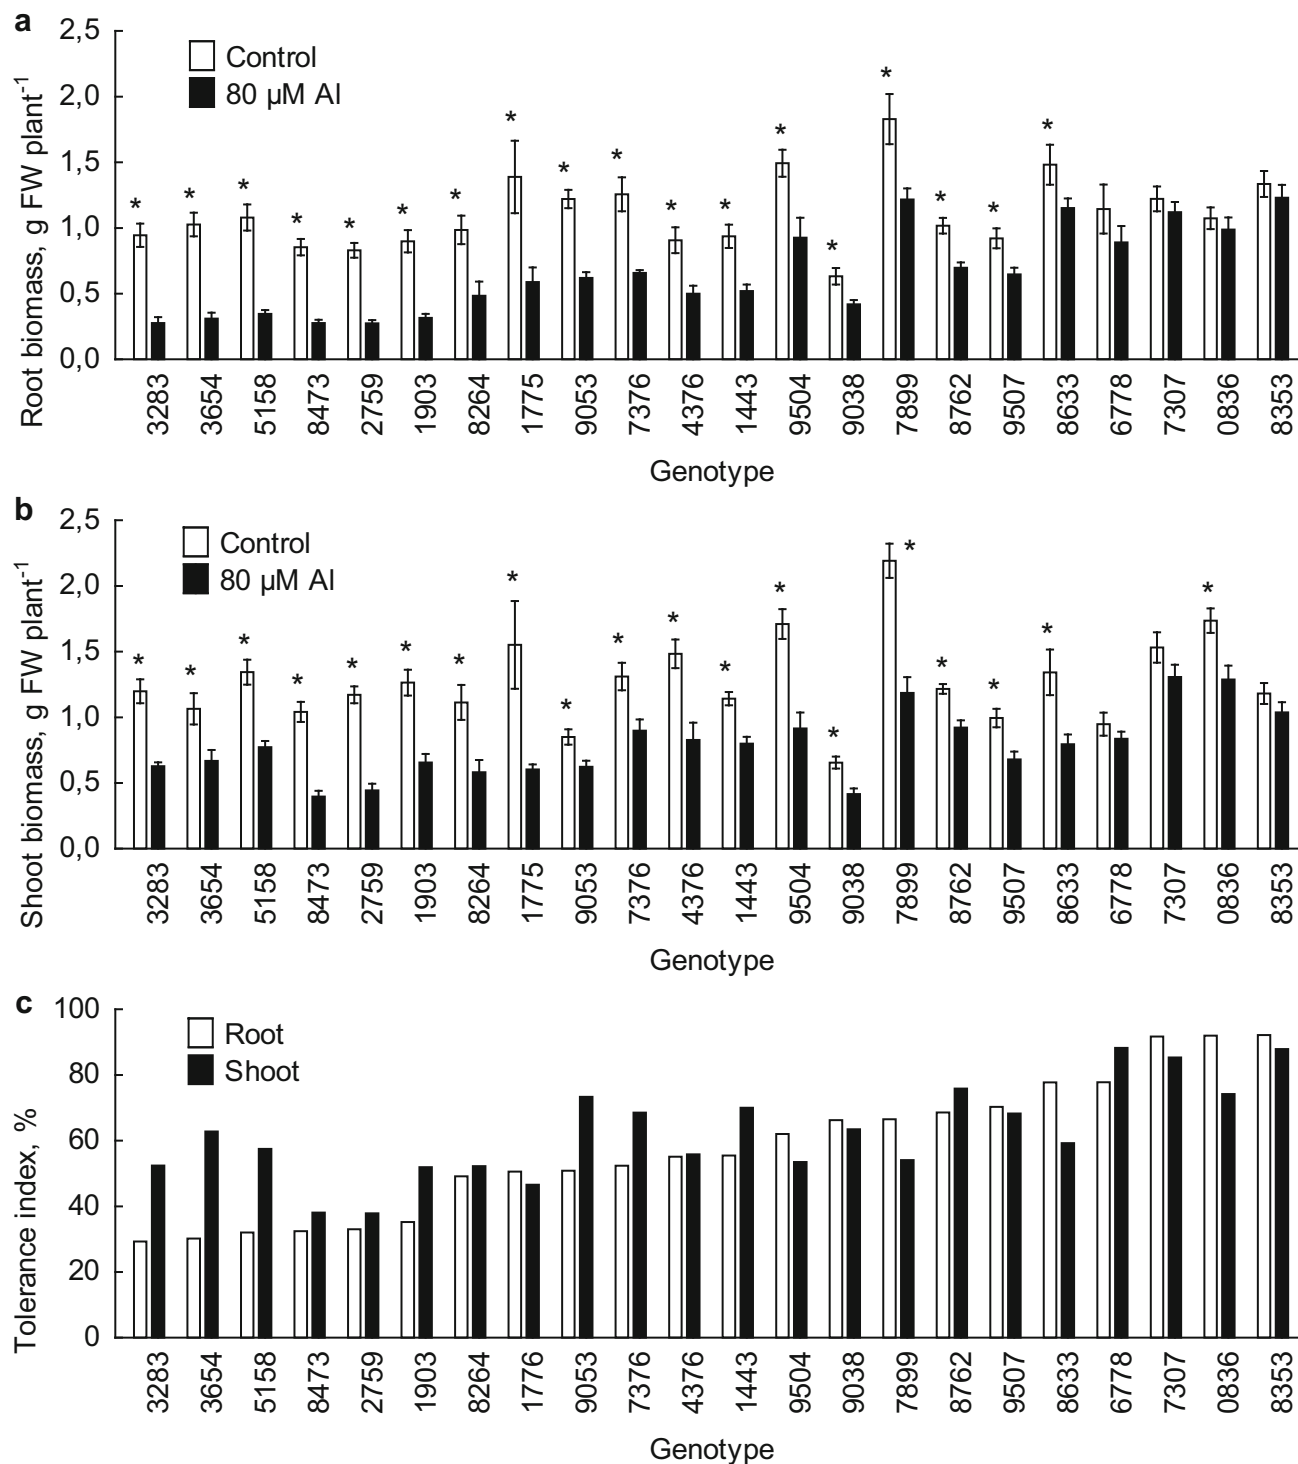 a
2,5
2,0
1,5
1,0
0,5
0,0
Root biomass, g FW plant⁻¹
Control
80 µM Al
* * * * * * * * * * * * * * * * * *
3283 3654 5158 8473 2759 1903 8264 1775 9053 7376 4376 1443 9504 9038 7899 8762 9507 8633 6778 7307 0836 8353
Genotype
b
2,5
2,0
1,5
1,0
0,5
0,0
Shoot biomass, g FW plant⁻¹
Control
80 µM Al
* * * * * * * * * * * * * * * * * * *
3283 3654 5158 8473 2759 1903 8264 1775 9053 7376 4376 1443 9504 9038 7899 8762 9507 8633 6778 7307 0836 8353
Genotype
c
100
80
60
40
20
0
Tolerance index, %
Root
Shoot
3283 3654 5158 8473 2759 1903 8264 1776 9053 7376 4376 1443 9504 9038 7899 8762 9507 8633 6778 7307 0836 8353
Genotype